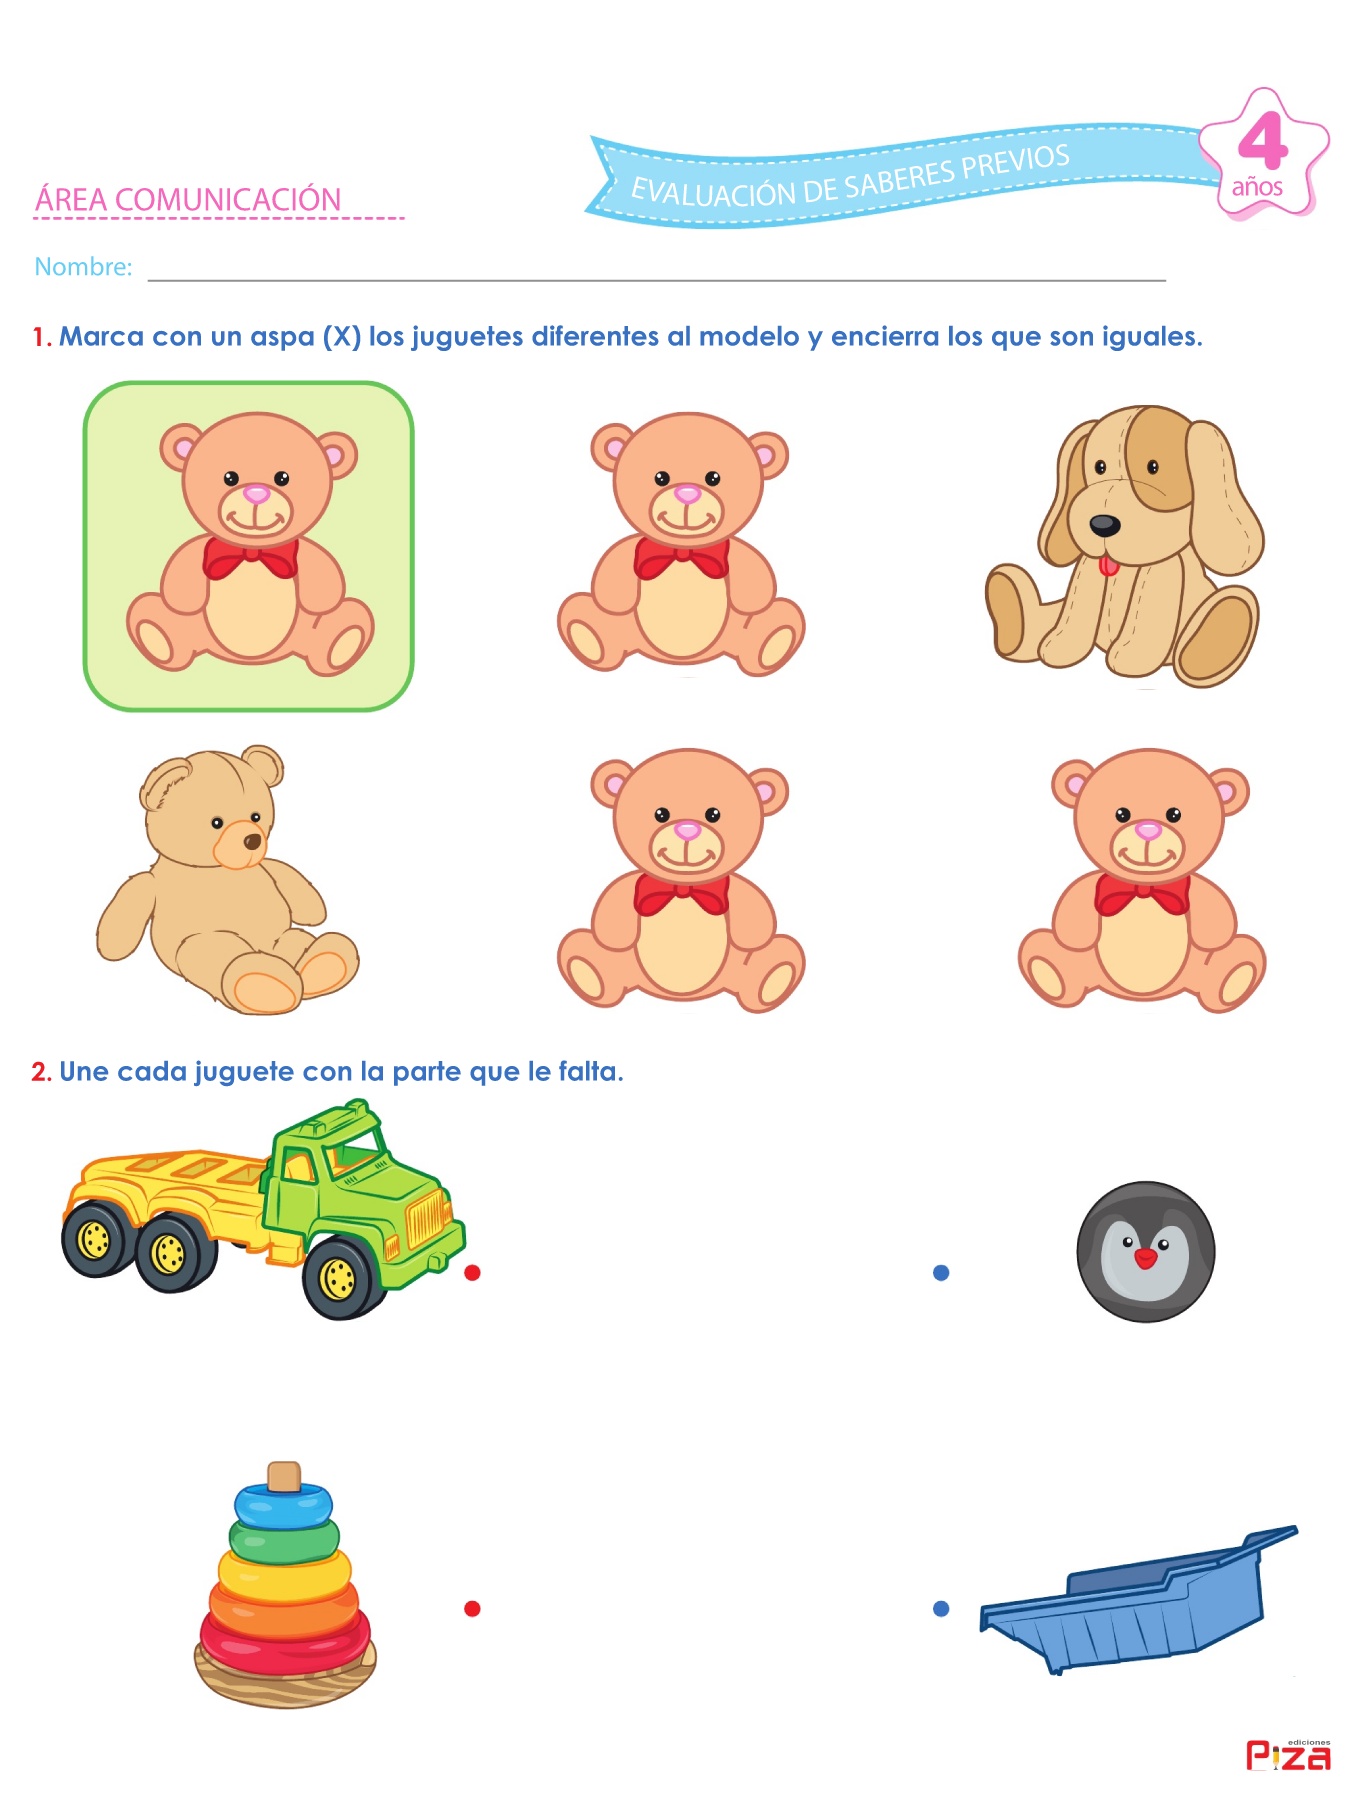 EVALUACIÓN DE SABERES PREVIOS
4
años
ÁREA COMUNICACIÓN
Nombre:
1. Marca con un aspa (X) los juguetes diferentes al modelo y encierra los que son iguales.
2. Une cada juguete con la parte que le falta.
ediciones
Piza